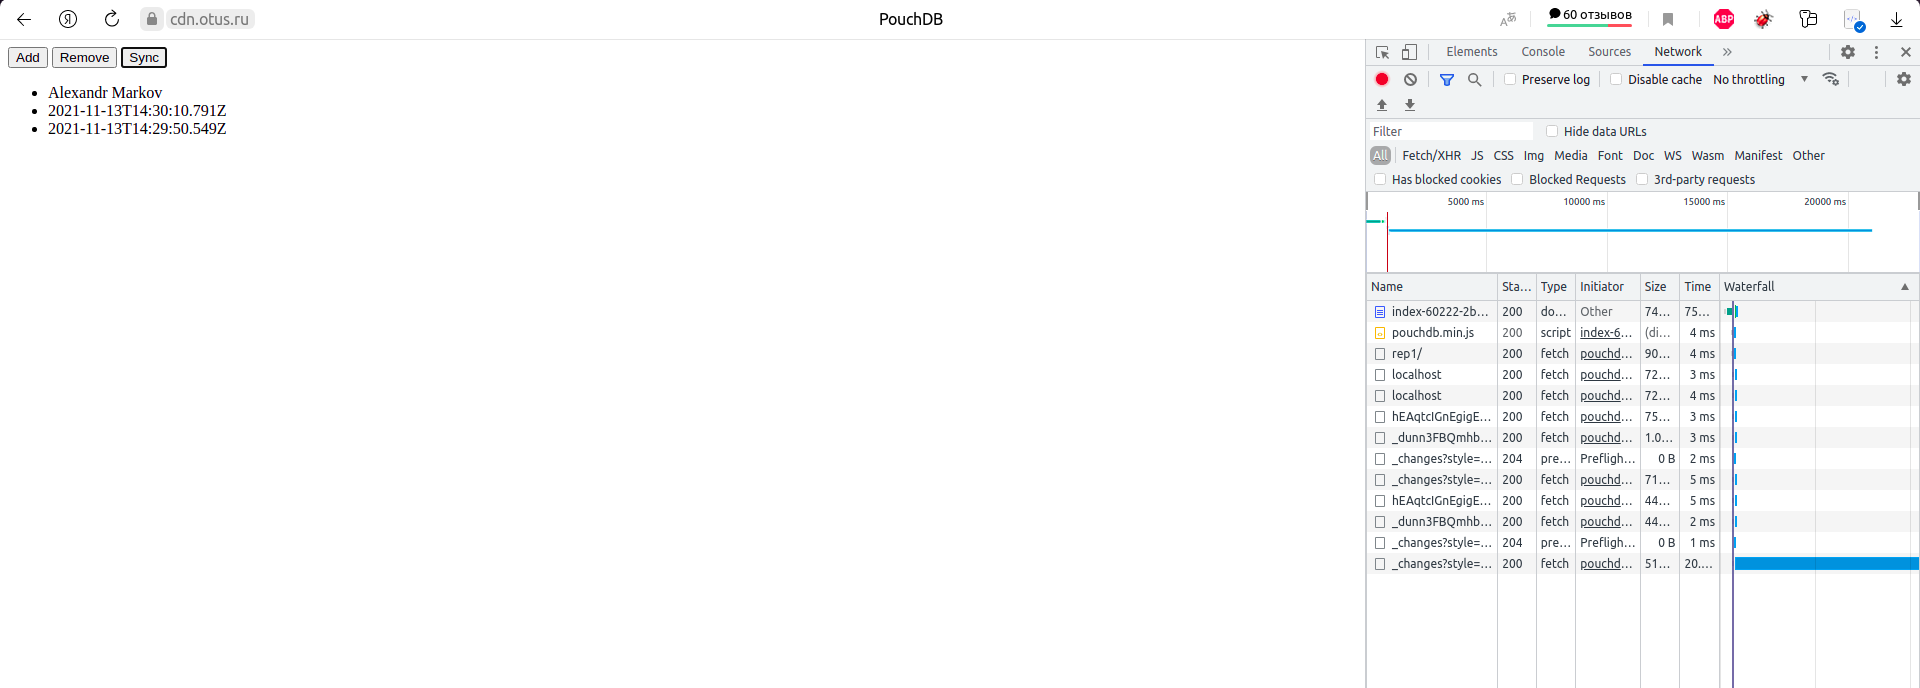 Я cdn.otus.ru PouchDB 60 отзывов ABP
Add Remove Sync
Alexandr Markov
2021-11-13T14:30:10.791Z
2021-11-13T14:29:50.549Z
Elements Console Sources Network »
Preserve log Disable cache No throttling
Filter Hide data URLs
All Fetch/XHR JS CSS Img Media Font Doc WS Wasm Manifest Other
Has blocked cookies Blocked Requests 3rd-party requests
5000 ms 10000 ms 15000 ms 20000 ms
Name Sta... Type Initiator Size Time Waterfall
index-60222-2b... 200 do... Other 74... 75...
pouchdb.min.js 200 script index-6... (di... 4 ms
rep1/ 200 fetch pouchd... 90... 4 ms
localhost 200 fetch pouchd... 72... 3 ms
localhost 200 fetch pouchd... 72... 4 ms
hEAqtcIGnEgigE... 200 fetch pouchd... 75... 3 ms
_dunn3FBQmhb... 200 fetch pouchd... 1.0... 3 ms
_changes?style=... 204 pre... Prefligh... 0 B 2 ms
_changes?style=... 200 fetch pouchd... 71... 5 ms
hEAqtcIGnEgigE... 200 fetch pouchd... 44... 5 ms
_dunn3FBQmhb... 200 fetch pouchd... 44... 2 ms
_changes?style=... 204 pre... Prefligh... 0 B 1 ms
_changes?style=... 200 fetch pouchd... 51... 20....